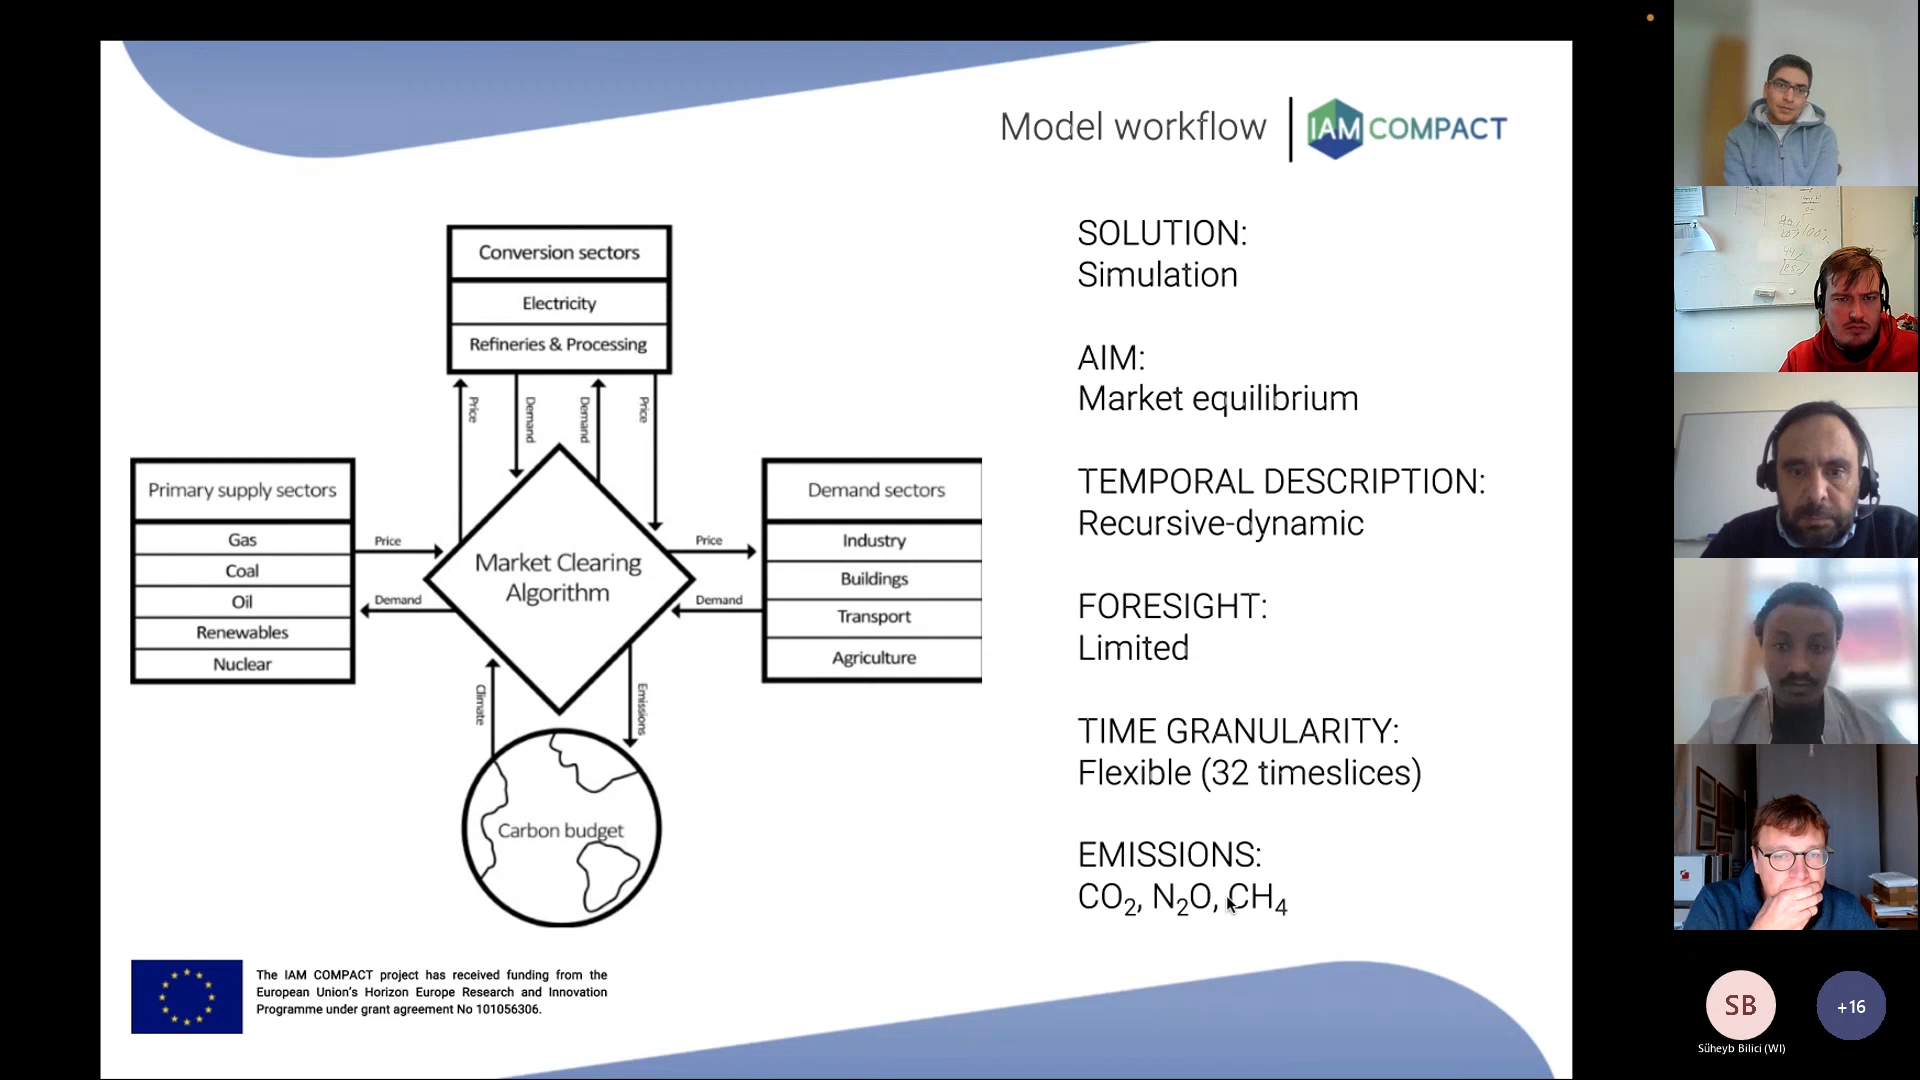 Model workflow
IAM COMPACT
Conversion sectors
Electricity
Refineries & Processing
Price
Demand
Demand
Price
Primary supply sectors
Gas
Coal
Oil
Renewables
Nuclear
Price
Demand
Market Clearing
Algorithm
Price
Demand
Demand sectors
Industry
Buildings
Transport
Agriculture
Climate
Emissions
Carbon budget
SOLUTION:
Simulation
AIM:
Market equilibrium
TEMPORAL DESCRIPTION:
Recursive-dynamic
FORESIGHT:
Limited
TIME GRANULARITY:
Flexible (32 timeslices)
EMISSIONS:
CO₂, N₂O, CH₄
The IAM COMPACT project has received funding from the
European Union's Horizon Europe Research and Innovation
Programme under grant agreement No 101056306.
SB
+16
Süheyb Bilici (WI)